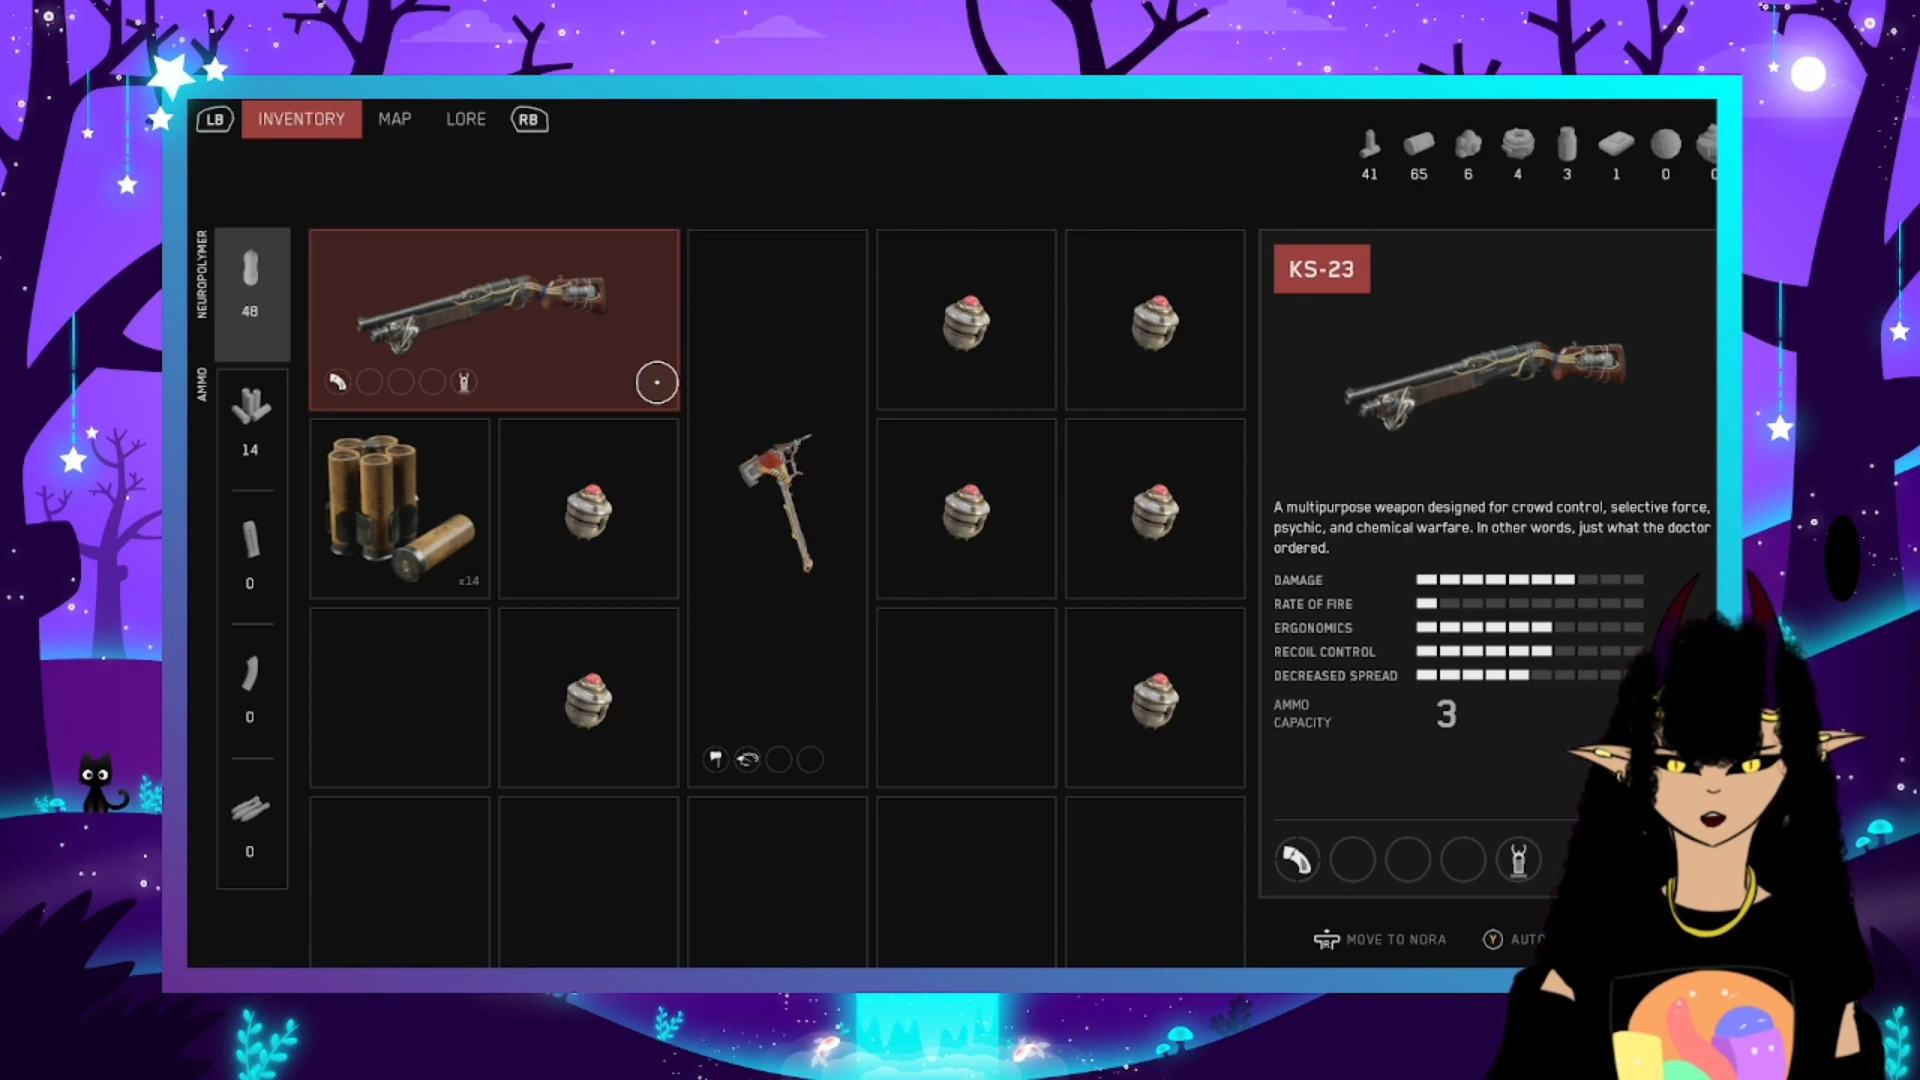 LB INVENTORY MAP LORE RB
41 65 6 4 3 1 0 0
NEUROPOLYMER
48
AMMO
14
0
0
0
x14
KS-23
A multipurpose weapon designed for crowd control, selective force,
psychic, and chemical warfare. In other words, just what the doctor
ordered.
DAMAGE
RATE OF FIRE
ERGONOMICS
RECOIL CONTROL
DECREASED SPREAD
AMMO
CAPACITY
3
R MOVE TO NORA Y AUTO